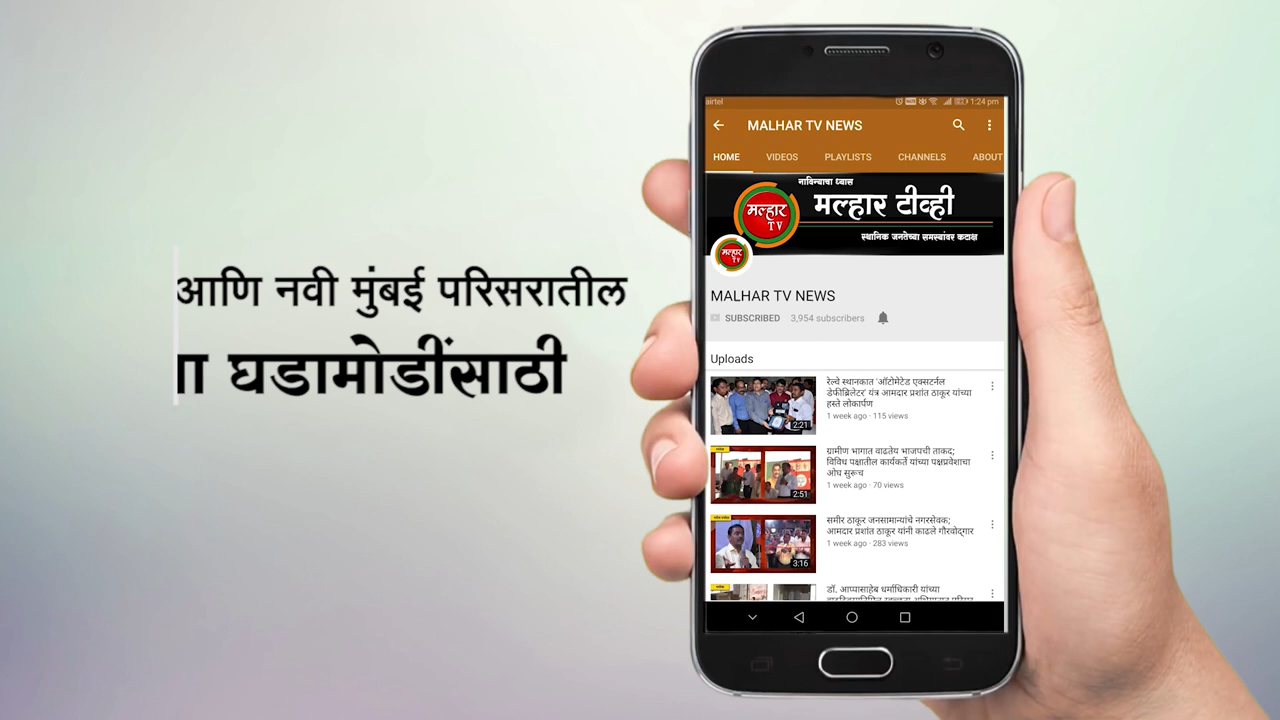 आणि नवी मुंबई परिसरातील
घडामोडींसाठी
airtel
1:24 pm
MALHAR TV NEWS
HOME VIDEOS PLAYLISTS CHANNELS ABOUT
नाविन्याचा ध्यास
मल्हार टीव्ही
मल्हार
TV
स्थानिक जनतेच्या समस्यांवर कटाक्ष
मल्हार
TV
MALHAR TV NEWS
SUBSCRIBED 3,954 subscribers
Uploads
रेल्वे स्थानकात 'ऑटोमेटेड एक्सटर्नल
डेफीब्रिलेटर' यंत्र आमदार प्रशांत ठाकूर यांच्या
हस्ते लोकार्पण
1 week ago · 115 views
2:21
ग्रामीण भागात वाढतेय भाजपची ताकद;
विविध पक्षातील कार्यकर्ते यांच्या पक्षप्रवेशाचा
ओघ सुरूच
1 week ago · 70 views
2:51
समीर ठाकूर जनसामान्यांचे नगरसेवक;
आमदार प्रशांत ठाकूर यांनी काढले गौरवोद्गार
1 week ago · 283 views
3:16
डॉ. आप्पासाहेब धर्माधिकारी यांच्या